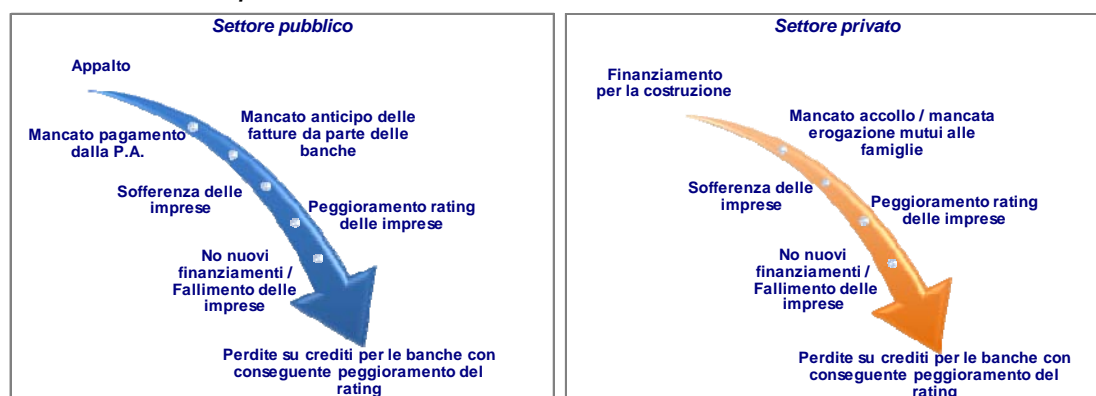 Settore pubblico
Appalto
Mancato anticipo delle
fatture da parte delle
banche
Mancato pagamento
dalla P.A.
Sofferenza delle
imprese
Peggioramento rating
delle imprese
No nuovi
finanziamenti /
Fallimento delle
imprese
Perdite su crediti per le banche con
conseguente peggioramento del
rating
Settore privato
Finanziamento
per la costruzione
Mancato accollo / mancata
erogazione mutui alle
famiglie
Sofferenza delle
imprese
Peggioramento rating
delle imprese
No nuovi
finanziamenti /
Fallimento delle
imprese
Perdite su crediti per le banche con
conseguente peggioramento del
rating